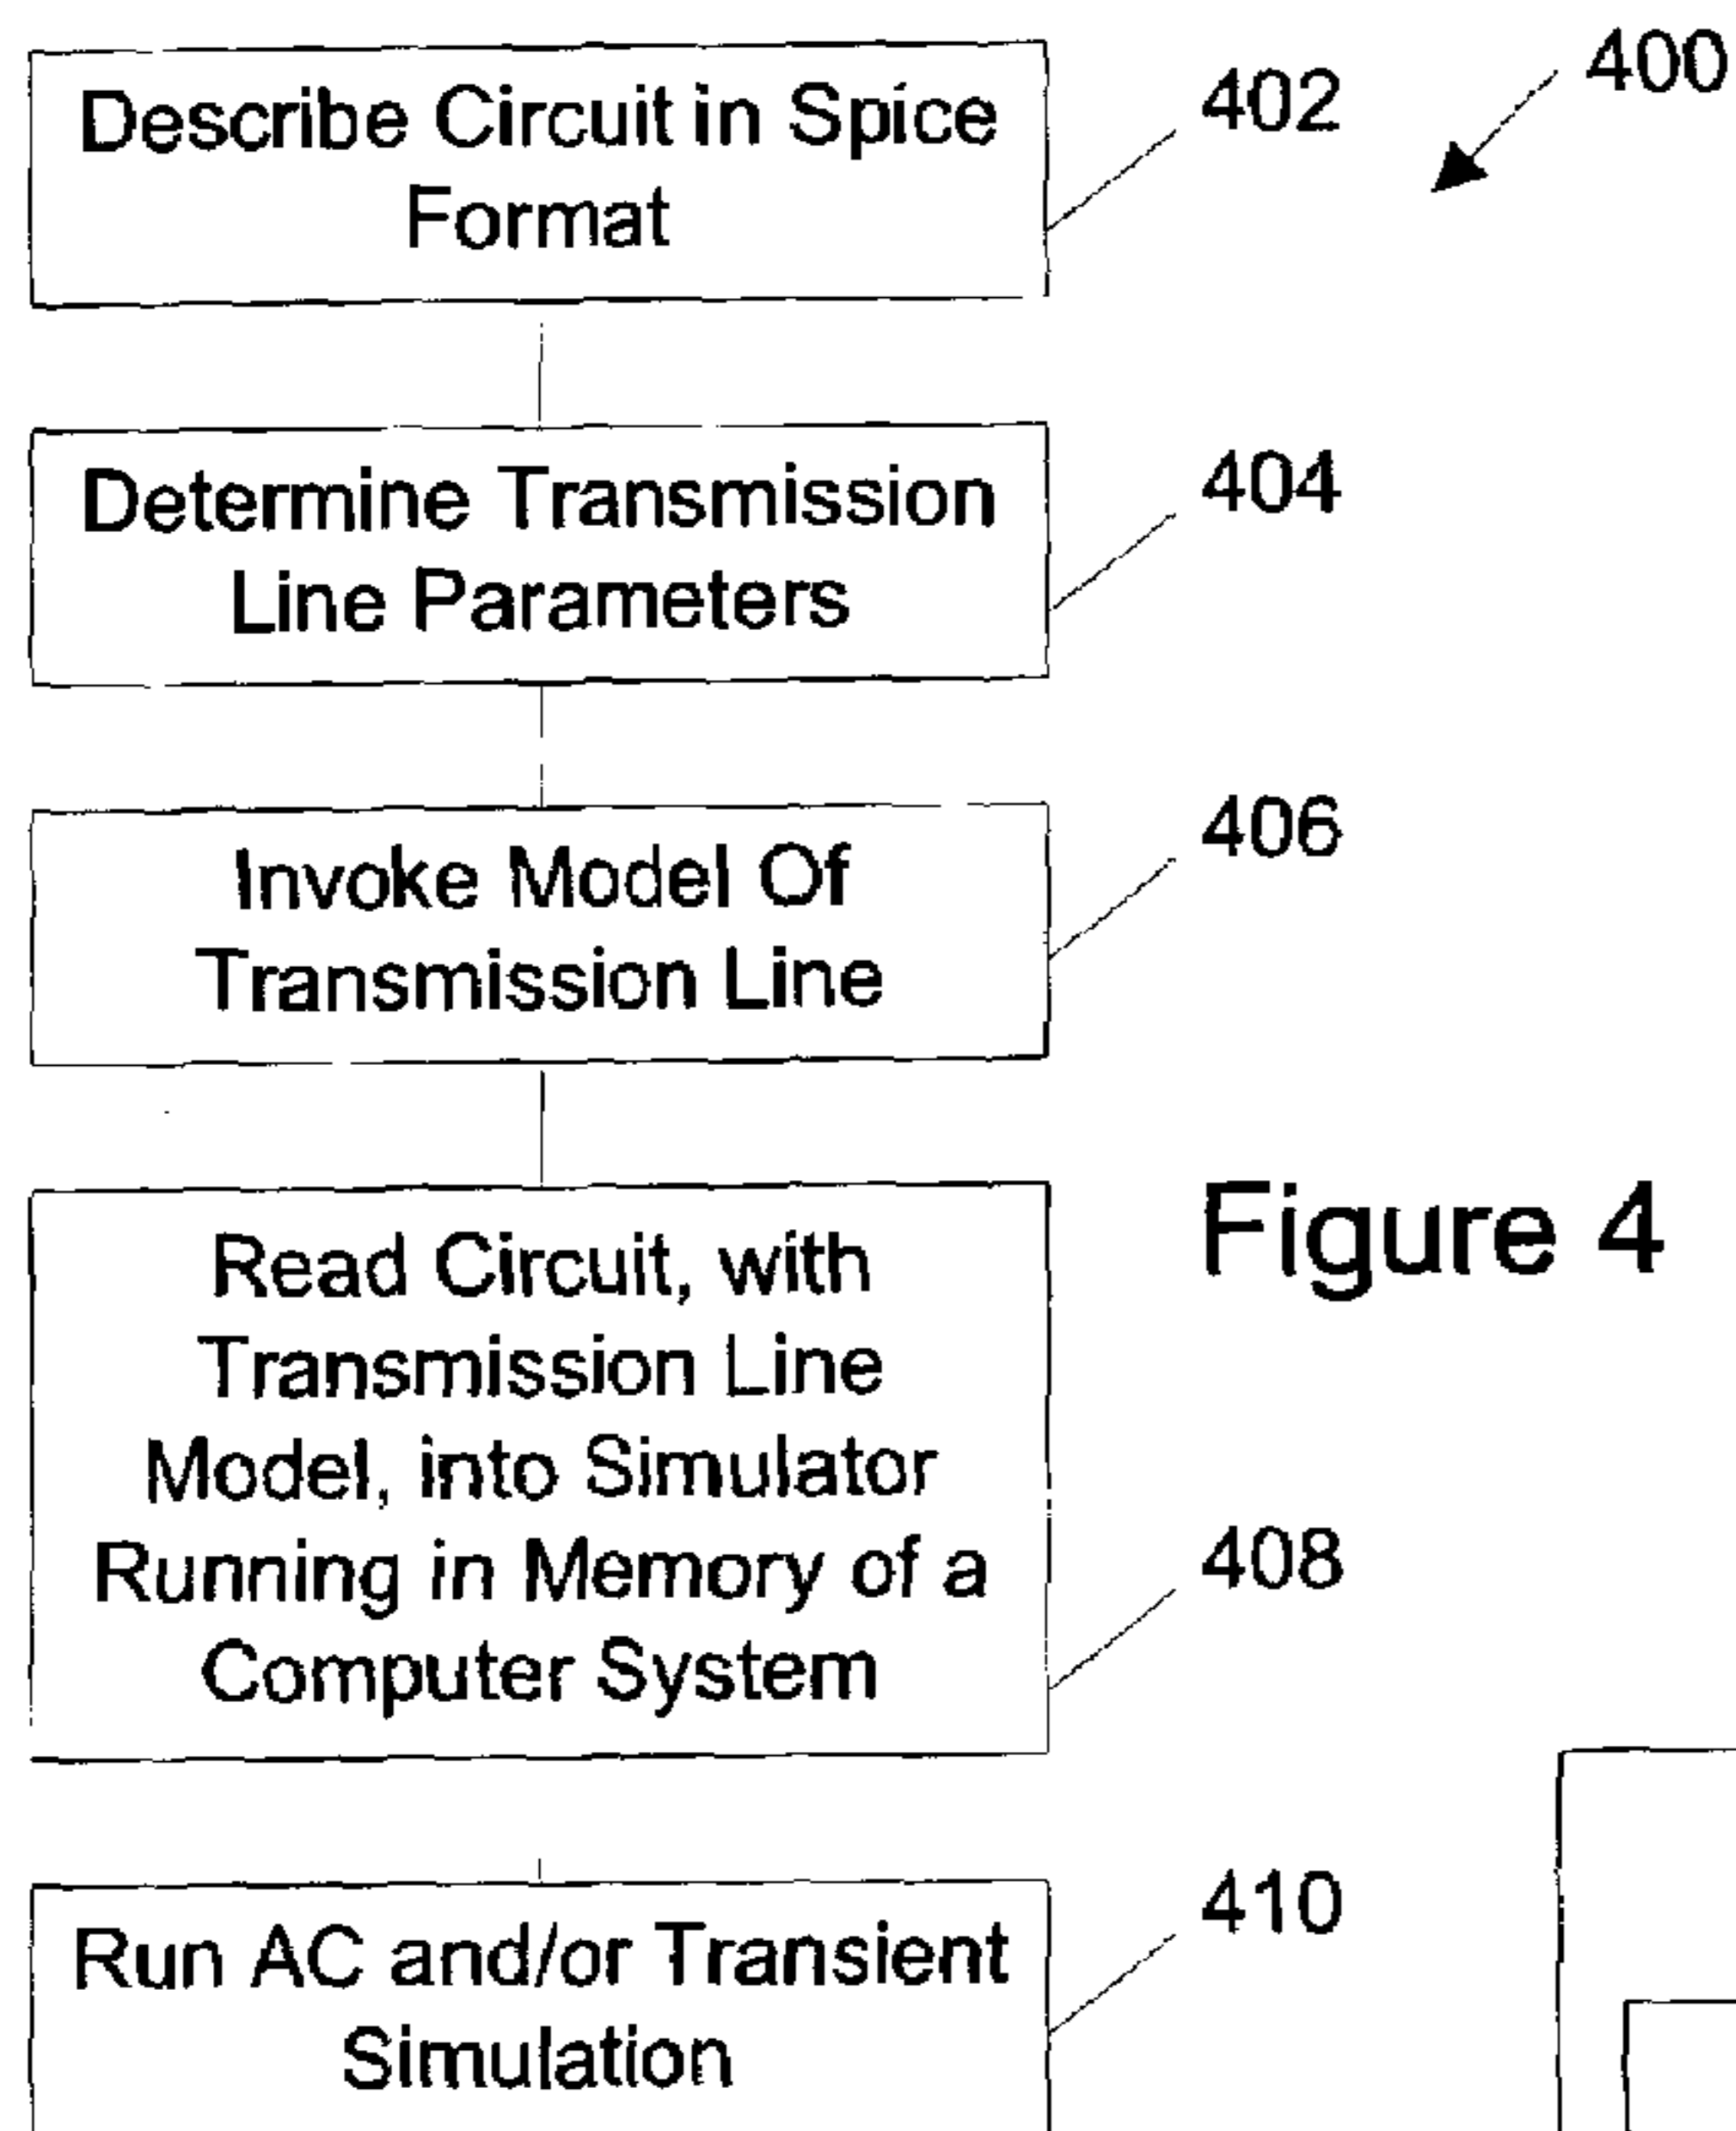 400
Describe Circuit in Spice
Format
402
Determine Transmission
Line Parameters
404
Invoke Model Of
Transmission Line
406
Figure 4
Read Circuit, with
Transmission Line
Model, into Simulator
Running in Memory of a
Computer System
408
Run AC and/or Transient
Simulation
410